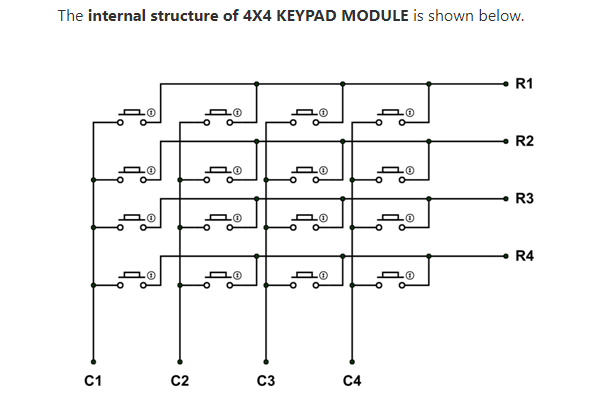 The internal structure of 4X4 KEYPAD MODULE is shown below.
R1
R2
R3
R4
C1 C2 C3 C4